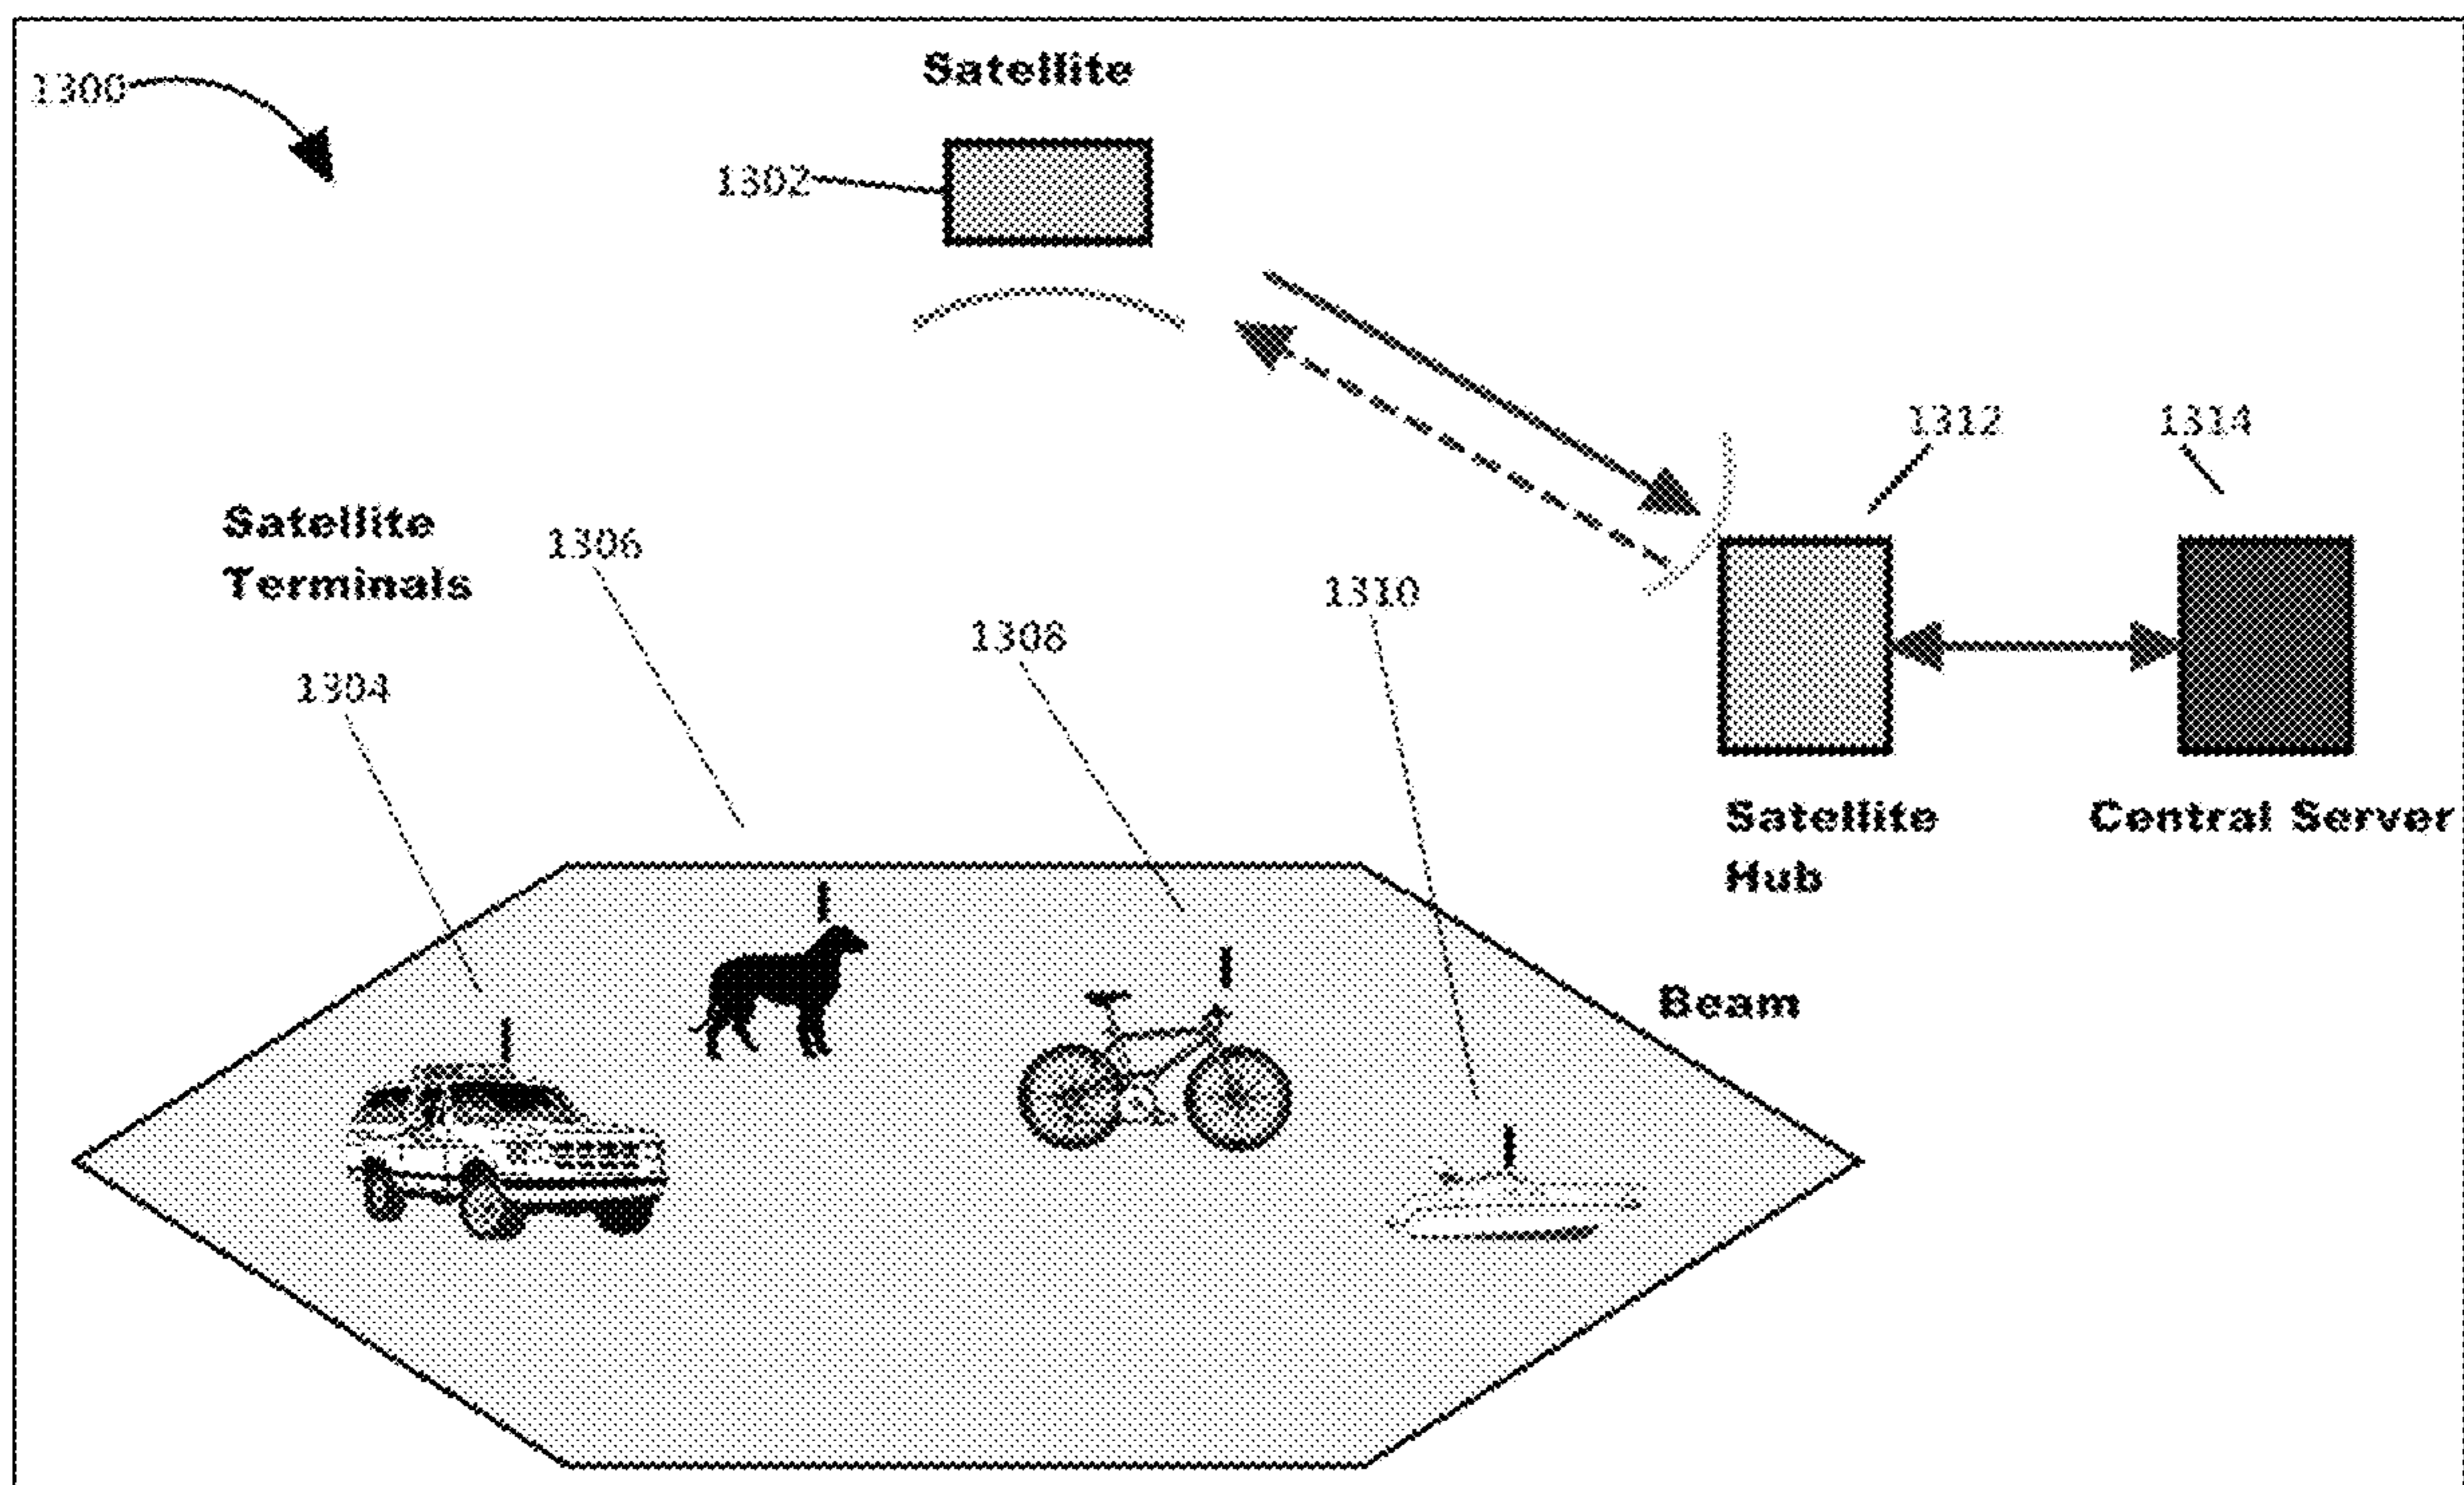 Satellite
1300
1302
1312
1314
Satellite
Terminals
1306
1310
1308
1304
Satellite
Hub
Central Server
Beam